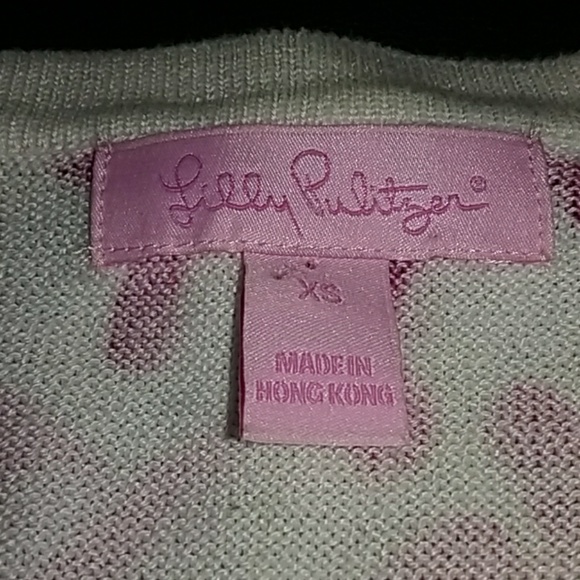 Lilly Pulitzer®
XS
MADE IN
HONG KONG